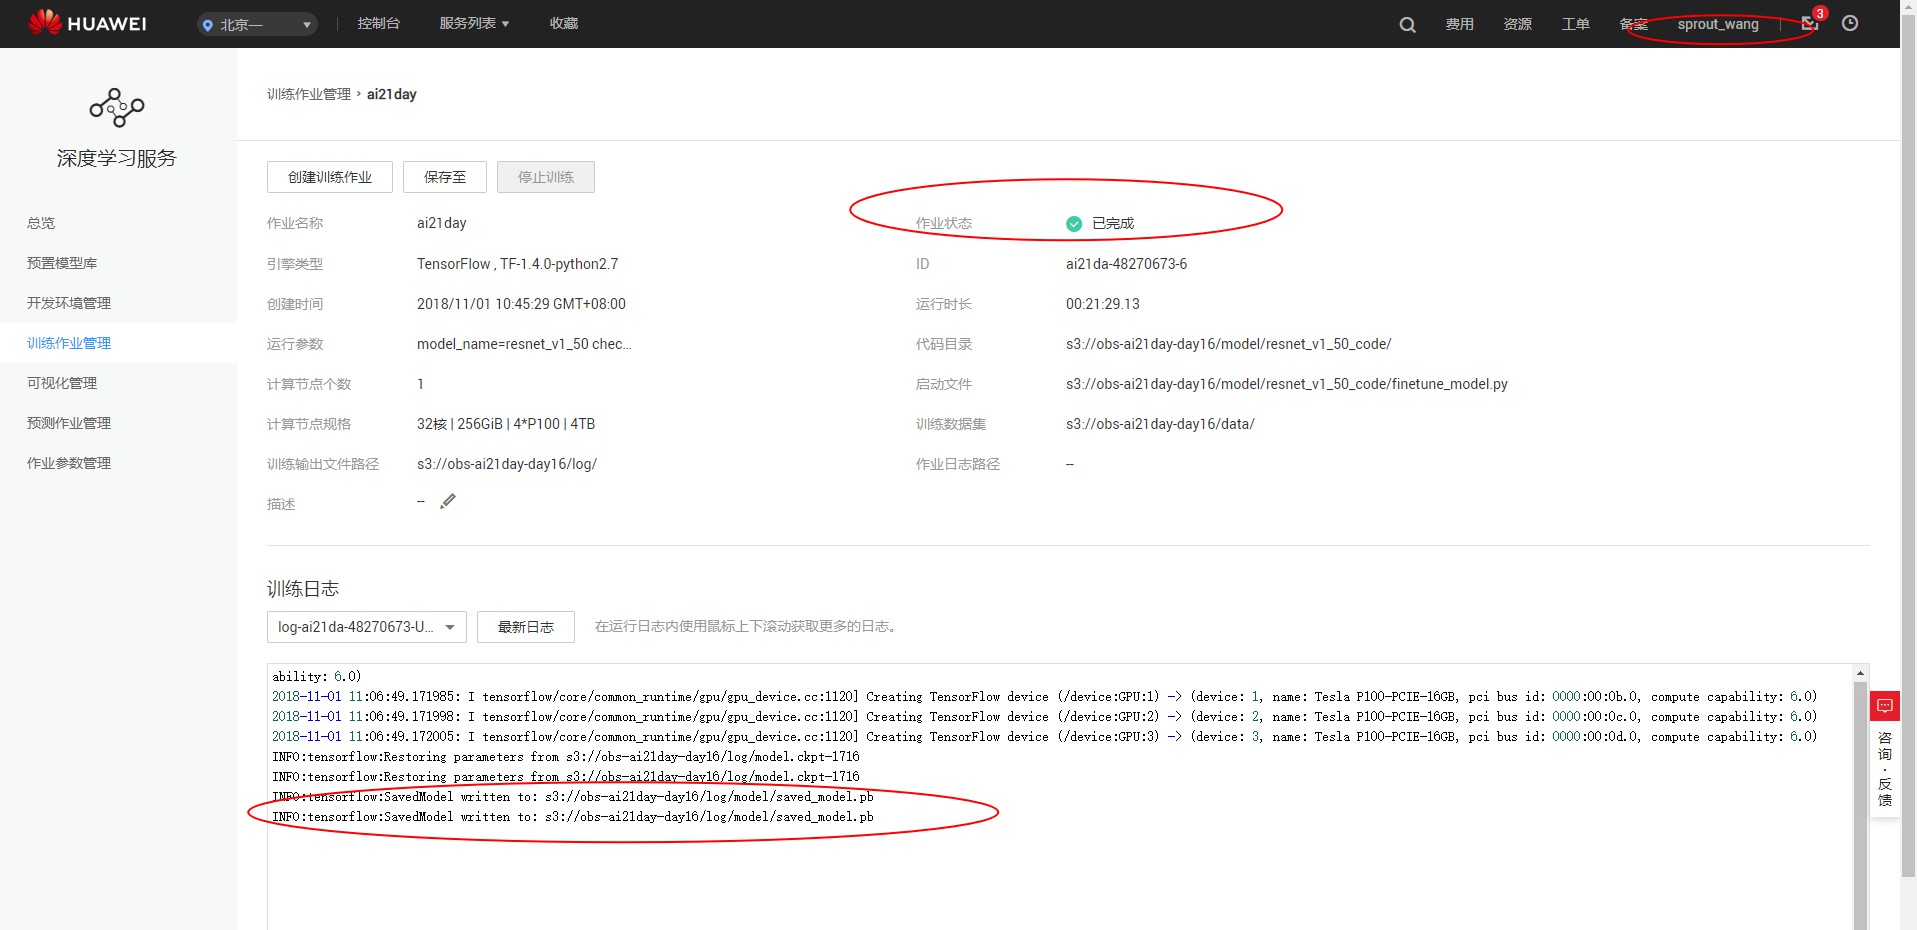 HUAWEI 北京一 控制台 服务列表 收藏 费用 资源 工单 备案 sprout_wang 3
深度学习服务
总览
预置模型库
开发环境管理
训练作业管理
可视化管理
预测作业管理
作业参数管理
训练作业管理 › ai21day
创建训练作业 保存至 停止训练
作业名称 ai21day 作业状态 已完成
引擎类型 TensorFlow , TF-1.4.0-python2.7 ID ai21da-48270673-6
创建时间 2018/11/01 10:45:29 GMT+08:00 运行时长 00:21:29.13
运行参数 model_name=resnet_v1_50 chec... 代码目录 s3://obs-ai21day-day16/model/resnet_v1_50_code/
计算节点个数 1 启动文件 s3://obs-ai21day-day16/model/resnet_v1_50_code/finetune_model.py
计算节点规格 32核 | 256GiB | 4*P100 | 4TB 训练数据集 s3://obs-ai21day-day16/data/
训练输出文件路径 s3://obs-ai21day-day16/log/ 作业日志路径 --
描述 --
训练日志
log-ai21da-48270673-U... 最新日志 在运行日志内使用鼠标上下滚动获取更多的日志。
ability: 6.0)
2018-11-01 11:06:49.171985: I tensorflow/core/common_runtime/gpu/gpu_device.cc:1120] Creating TensorFlow device (/device:GPU:1) -> (device: 1, name: Tesla P100-PCIE-16GB, pci bus id: 0000:00:0b.0, compute capability: 6.0)
2018-11-01 11:06:49.171998: I tensorflow/core/common_runtime/gpu/gpu_device.cc:1120] Creating TensorFlow device (/device:GPU:2) -> (device: 2, name: Tesla P100-PCIE-16GB, pci bus id: 0000:00:0c.0, compute capability: 6.0)
2018-11-01 11:06:49.172005: I tensorflow/core/common_runtime/gpu/gpu_device.cc:1120] Creating TensorFlow device (/device:GPU:3) -> (device: 3, name: Tesla P100-PCIE-16GB, pci bus id: 0000:00:0d.0, compute capability: 6.0)
INFO:tensorflow:Restoring parameters from s3://obs-ai21day-day16/log/model.ckpt-1716
INFO:tensorflow:Restoring parameters from s3://obs-ai21day-day16/log/model.ckpt-1716
INFO:tensorflow:SavedModel written to: s3://obs-ai21day-day16/log/model/saved_model.pb
INFO:tensorflow:SavedModel written to: s3://obs-ai21day-day16/log/model/saved_model.pb
咨询·反馈